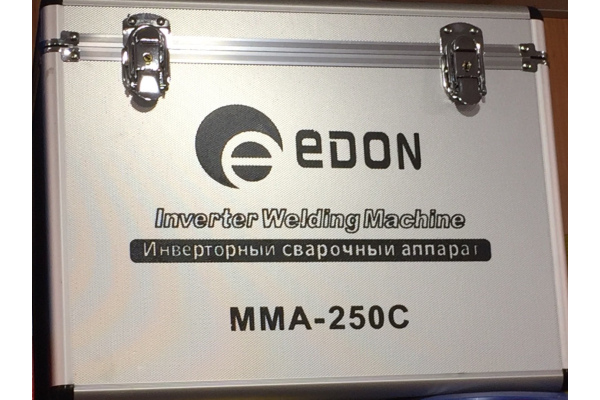 eDON
Inverter Welding Machine
Инверторный сварочный аппарат
MMA-250C